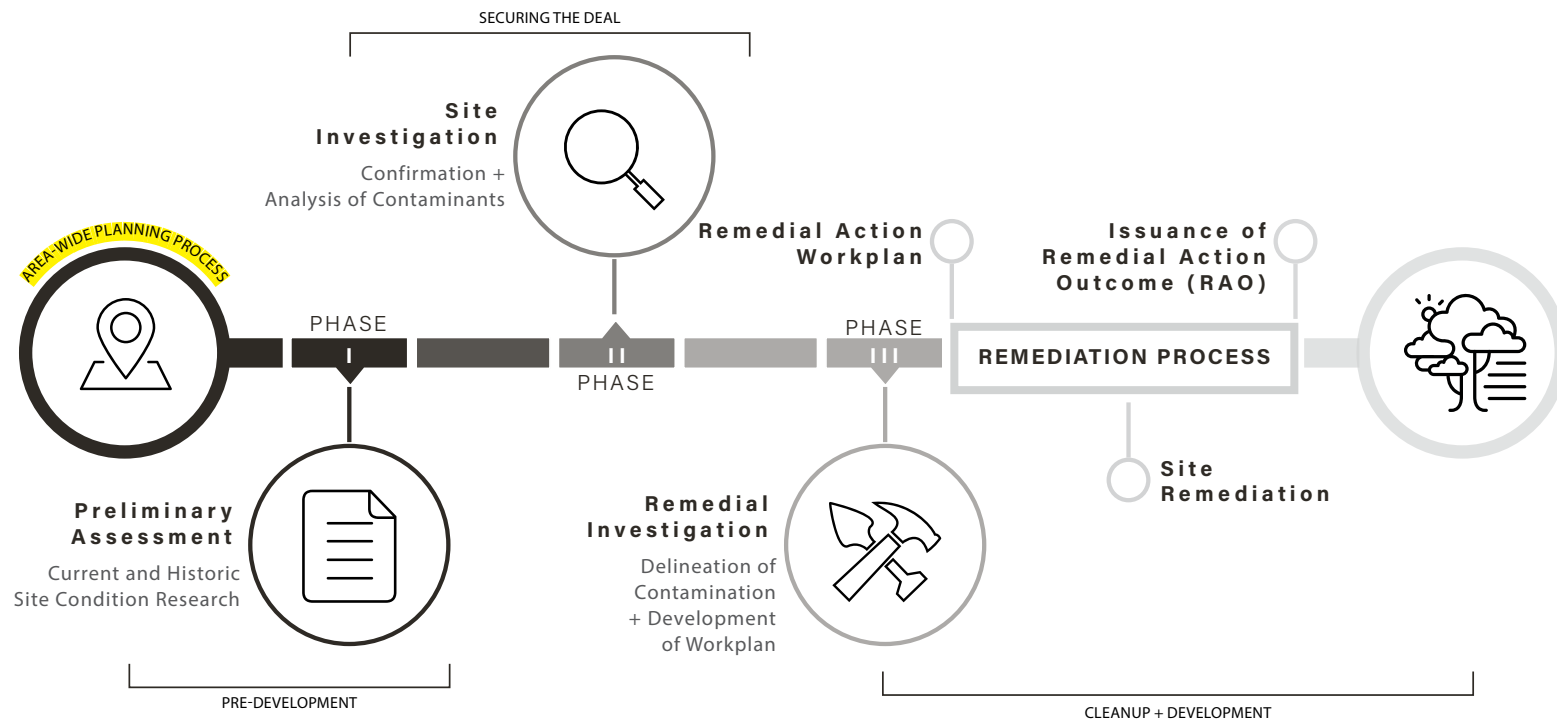 SECURING THE DEAL
Site
Investigation
Confirmation +
Analysis of Contaminants
AREA-WIDE PLANNING PROCESS
PHASE
I
Preliminary
Assessment
Current and Historic
Site Condition Research
II
PHASE
PHASE
III
Remedial
Investigation
Delineation of
Contamination
+ Development
of Workplan
Remedial Action
Workplan
Issuance of
Remedial Action
Outcome (RAO)
REMEDIATION PROCESS
Site
Remediation
PRE-DEVELOPMENT
CLEANUP + DEVELOPMENT